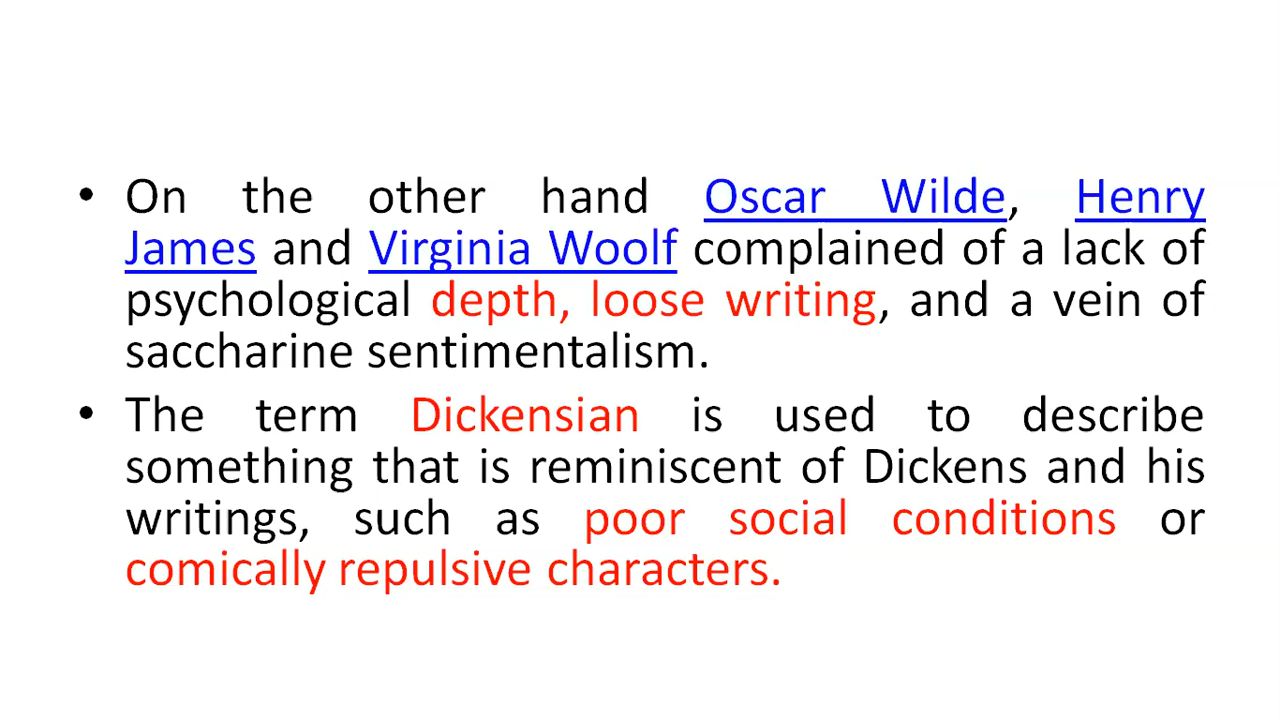 • On the other hand Oscar Wilde, Henry
James and Virginia Woolf complained of a lack of
psychological depth, loose writing, and a vein of
saccharine sentimentalism.
• The term Dickensian is used to describe
something that is reminiscent of Dickens and his
writings, such as poor social conditions or
comically repulsive characters.